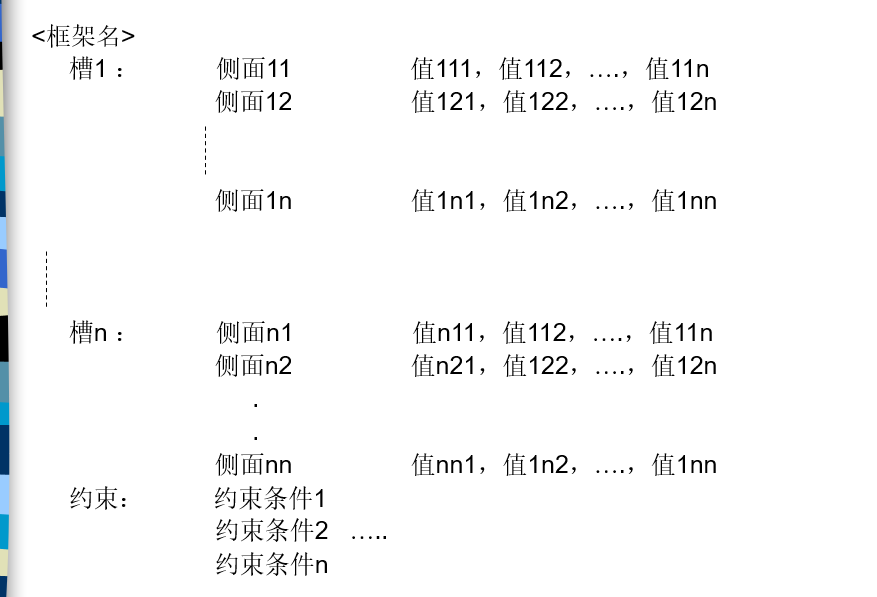 <框架名>
槽1： 侧面11 值111，值112，….，值11n
侧面12 值121，值122，….，值12n
侧面1n 值1n1，值1n2，….，值1nn
槽n： 侧面n1 值n11，值112，….，值11n
侧面n2 值n21，值122，….，值12n
.
.
侧面nn 值nn1，值1n2，….，值1nn
约束： 约束条件1
约束条件2 …..
约束条件n